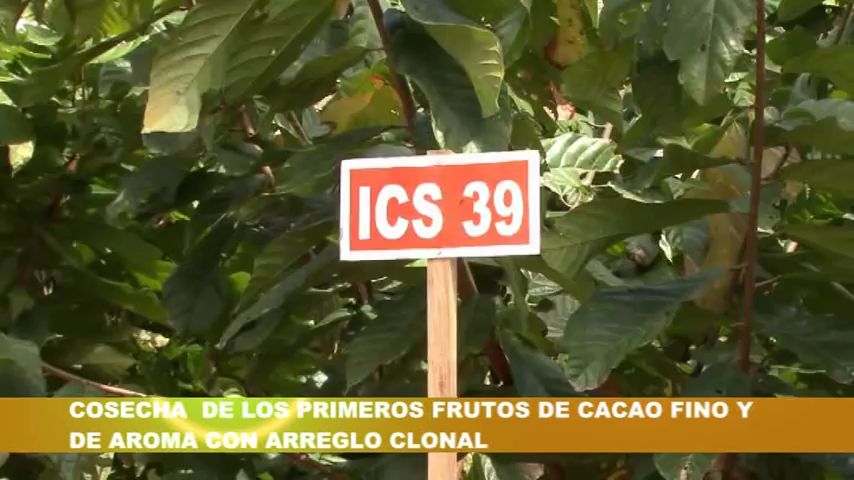 ICS 39
COSECHA DE LOS PRIMEROS FRUTOS DE CACAO FINO Y
DE AROMA CON ARREGLO CLONAL